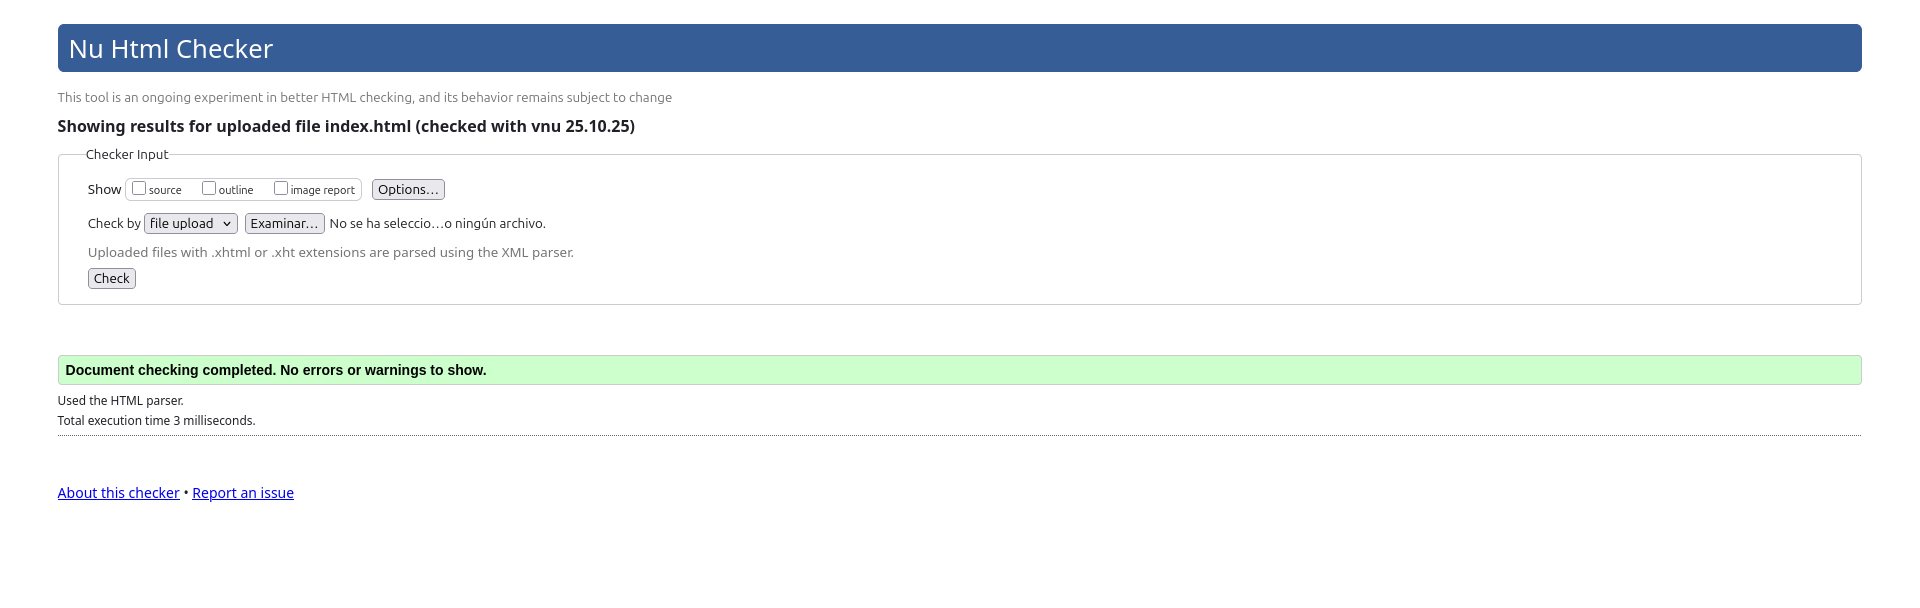 Nu Html Checker
This tool is an ongoing experiment in better HTML checking, and its behavior remains subject to change
Showing results for uploaded file index.html (checked with vnu 25.10.25)
Checker Input
Show source outline image report Options...
Check by file upload Examinar... No se ha seleccio...o ningún archivo.
Uploaded files with .xhtml or .xht extensions are parsed using the XML parser.
Check
Document checking completed. No errors or warnings to show.
Used the HTML parser.
Total execution time 3 milliseconds.
About this checker • Report an issue